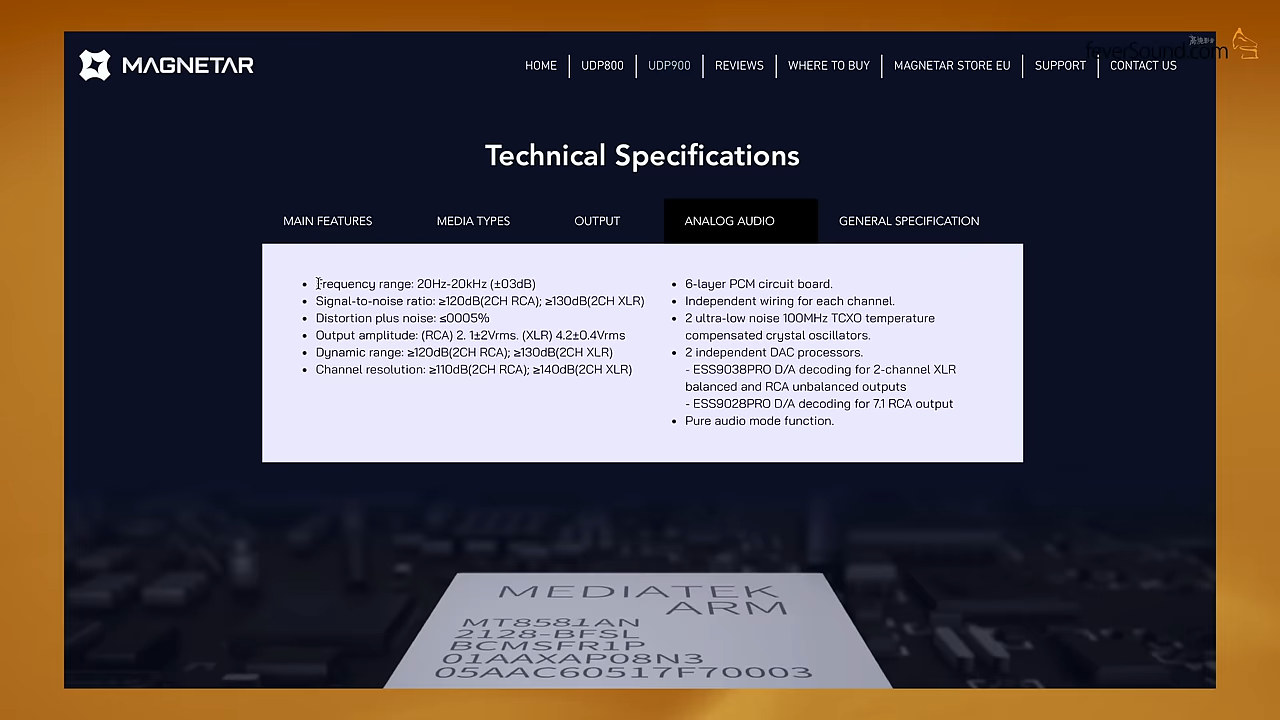 高燒影音
feverSound.com
MAGNETAR
HOME
UDP800
UDP900
REVIEWS
WHERE TO BUY
MAGNETAR STORE EU
SUPPORT
CONTACT US
Technical Specifications
MAIN FEATURES
MEDIA TYPES
OUTPUT
ANALOG AUDIO
GENERAL SPECIFICATION
Frequency range: 20Hz-20kHz (±03dB)
Signal-to-noise ratio: ≥120dB(2CH RCA); ≥130dB(2CH XLR)
Distortion plus noise: ≤0005%
Output amplitude: (RCA) 2. 1±2Vrms. (XLR) 4.2±0.4Vrms
Dynamic range: ≥120dB(2CH RCA); ≥130dB(2CH XLR)
Channel resolution: ≥110dB(2CH RCA); ≥140dB(2CH XLR)
6-layer PCM circuit board.
Independent wiring for each channel.
2 ultra-low noise 100MHz TCXO temperature
compensated crystal oscillators.
2 independent DAC processors.
- ESS9038PRO D/A decoding for 2-channel XLR
balanced and RCA unbalanced outputs
- ESS9028PRO D/A decoding for 7.1 RCA output
Pure audio mode function.
MEDIATEK
ARM
MT8581AN
2128-BFSL
BCMSFR1P
01AAXAP08N3
05AAC60517F70003